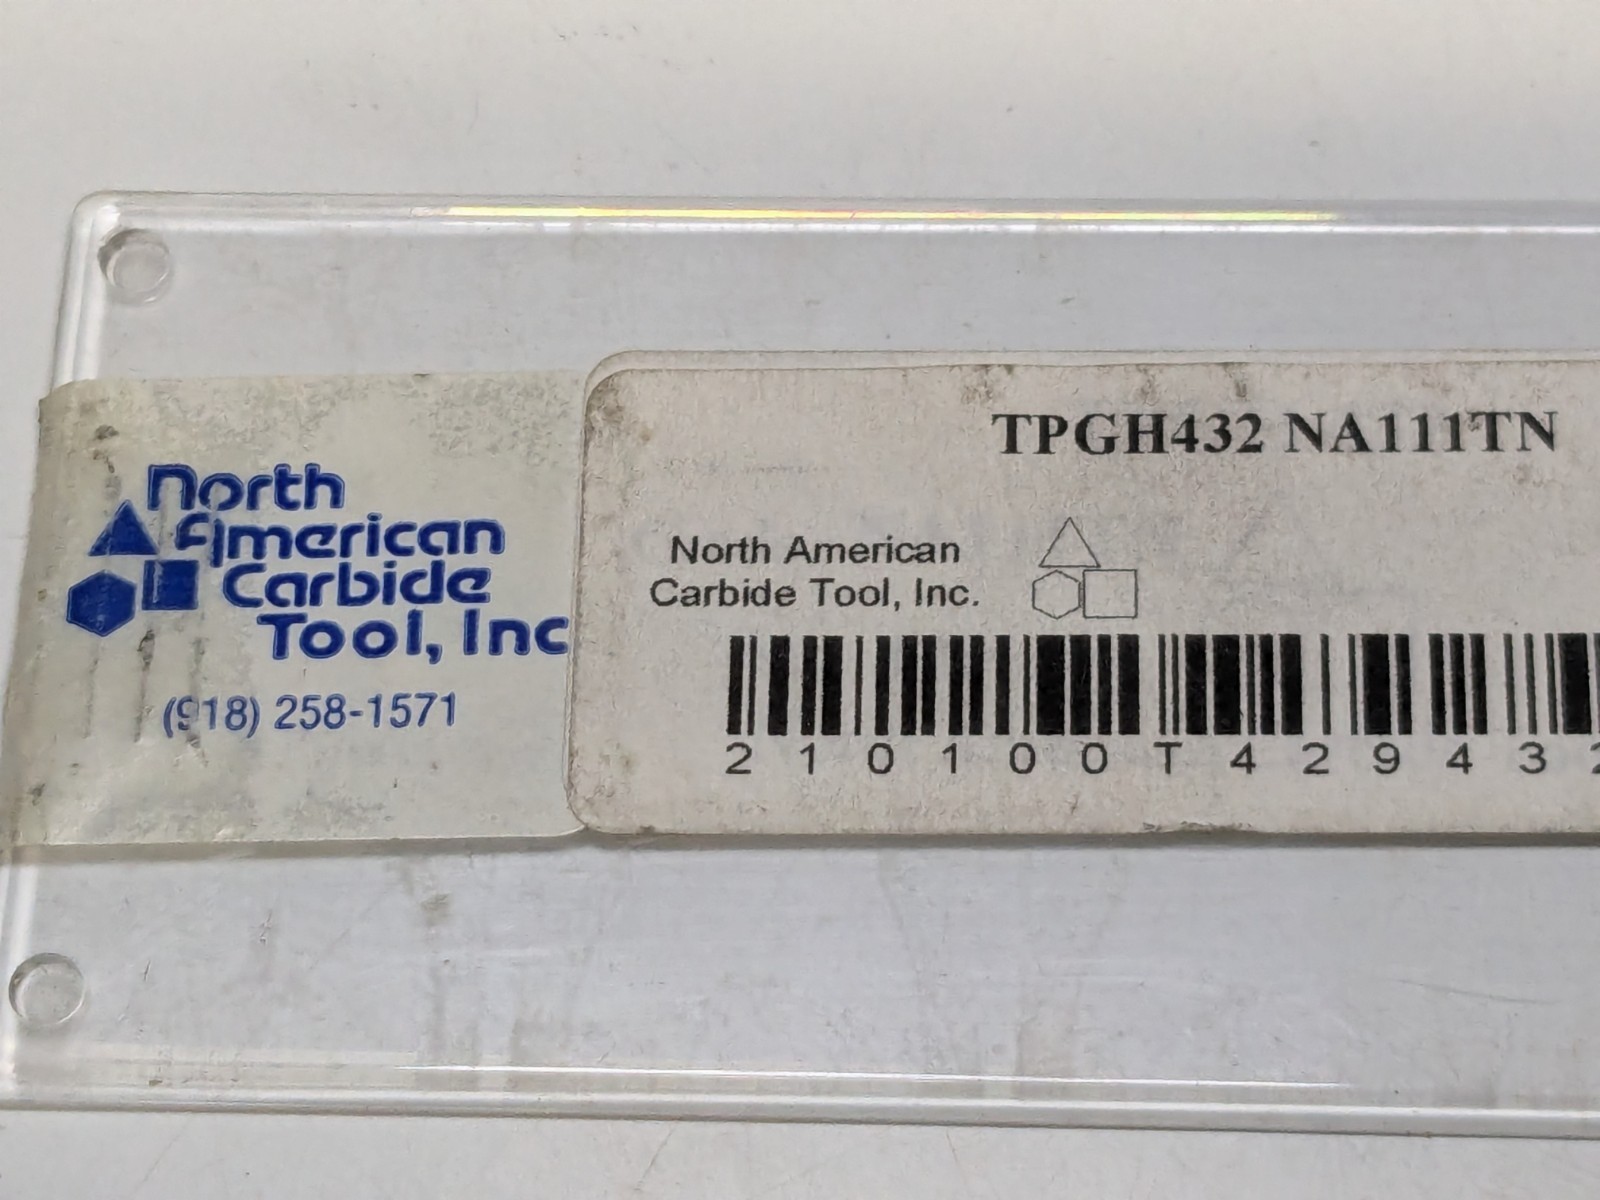 North
American
Carbide
Tool, Inc
(918) 258-1571
TPGH432 NA111TN
North American
Carbide Tool, Inc.
210100T42943